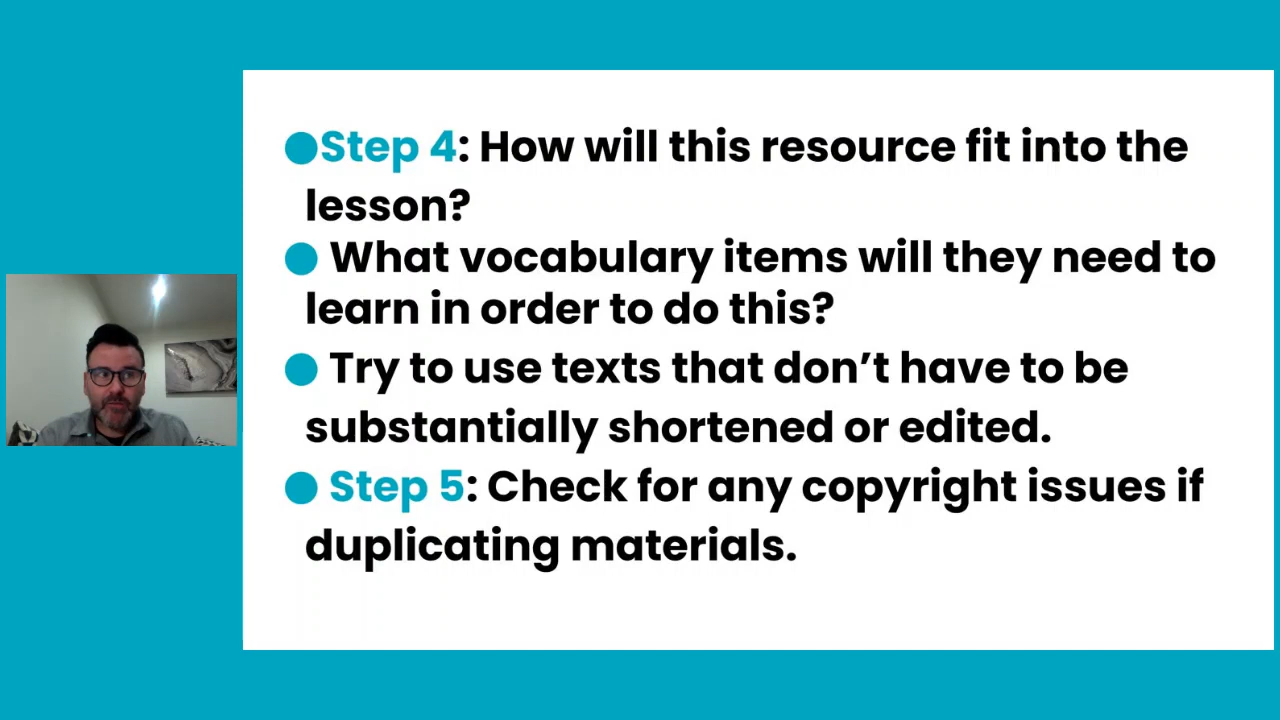 ●Step 4: How will this resource fit into the
lesson?
● What vocabulary items will they need to
learn in order to do this?
● Try to use texts that don’t have to be
substantially shortened or edited.
● Step 5: Check for any copyright issues if
duplicating materials.